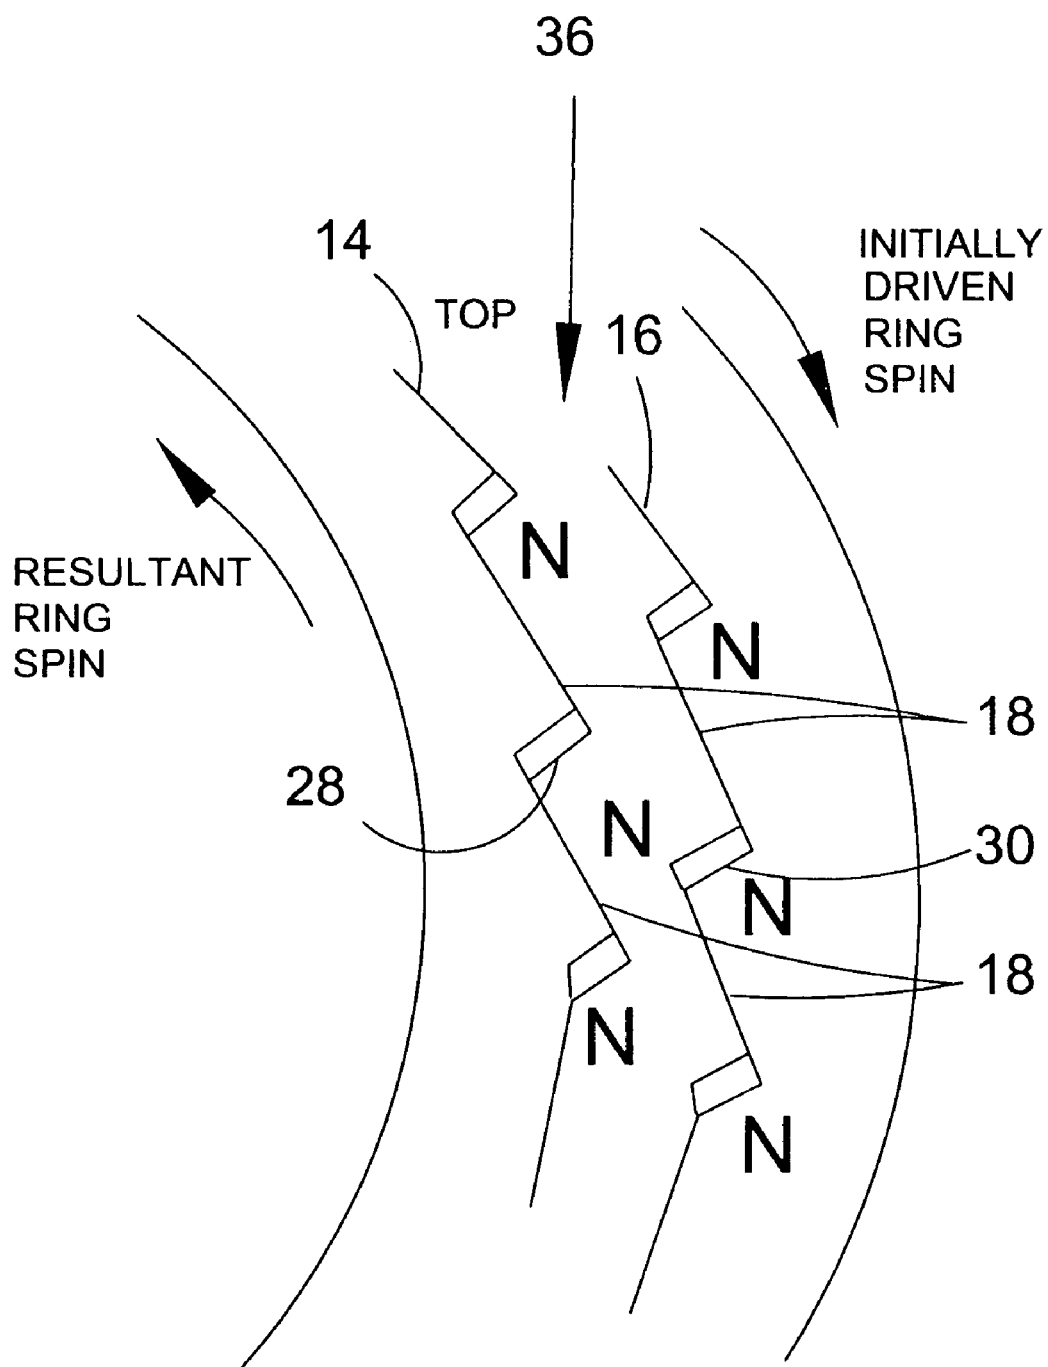 36
14
TOP
16
INITIALLY
DRIVEN
RING
SPIN
RESULTANT
RING
SPIN
N
N
18
28
N
30
N
18
N
N